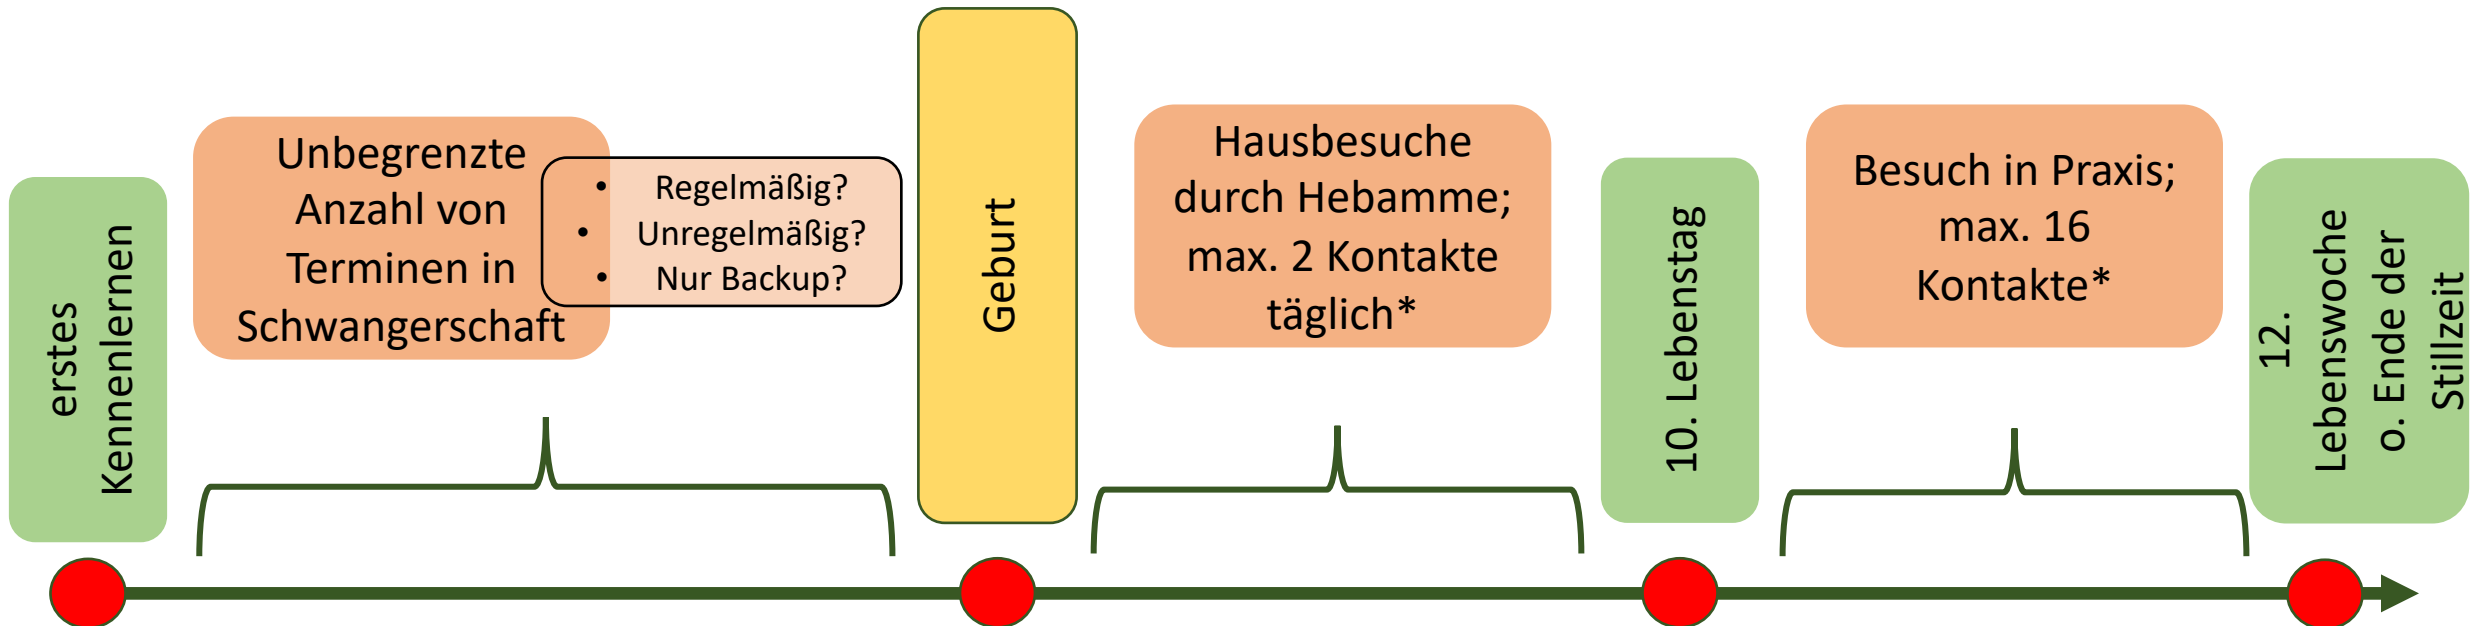 erstes
Kennenlernen
Unbegrenzte
Anzahl von
Terminen in
Schwangerschaft
• Regelmäßig?
• Unregelmäßig?
• Nur Backup?
Geburt
Hausbesuche
durch Hebamme;
max. 2 Kontakte
täglich*
10. Lebenstag
Besuch in Praxis;
max. 16
Kontakte*
12.
Lebenswoche
o. Ende der
Stillzeit